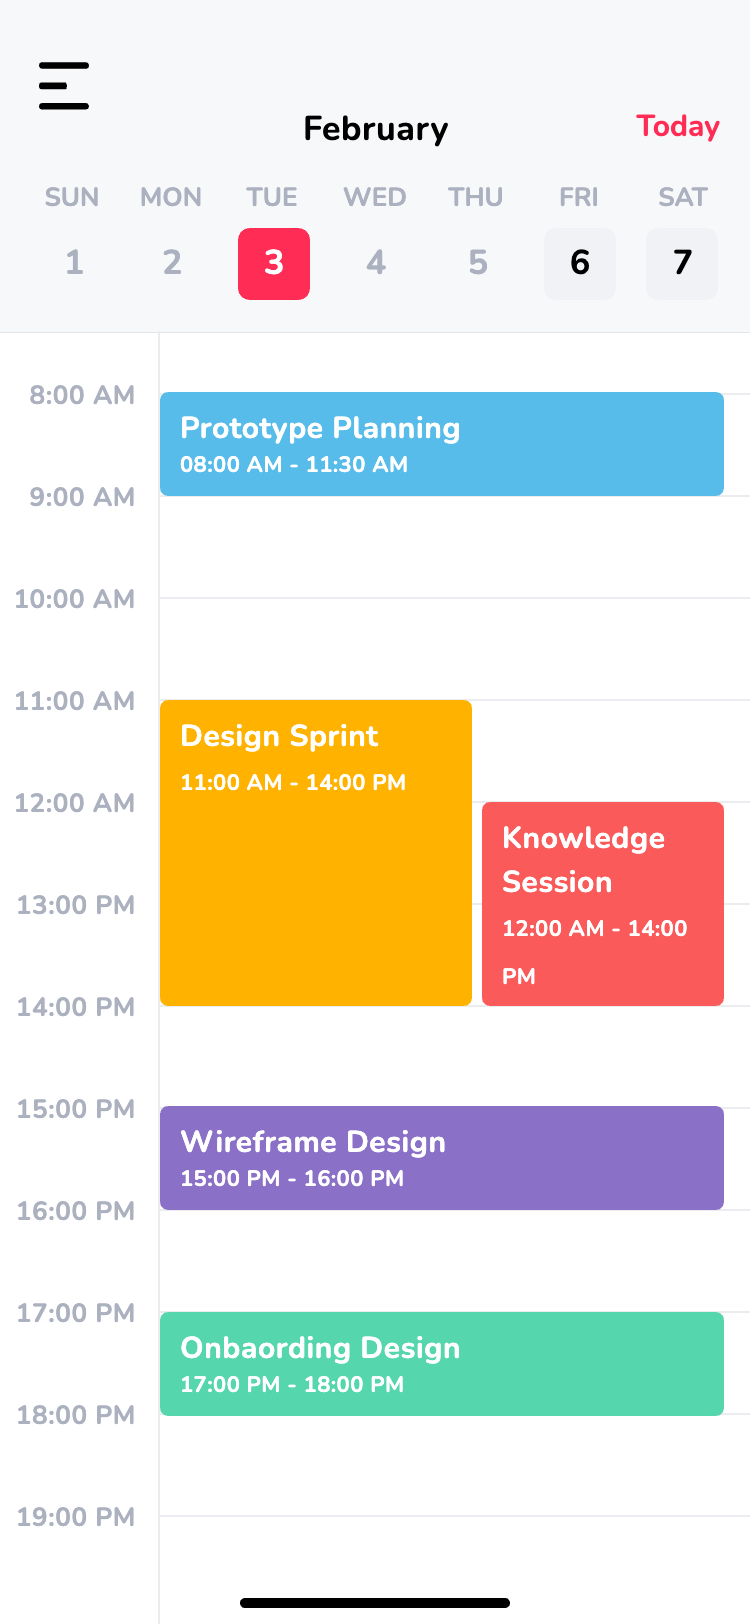 February
Today
SUN MON TUE WED THU FRI SAT
1 2 3 4 5 6 7
8:00 AM
Prototype Planning
08:00 AM - 11:30 AM
9:00 AM
10:00 AM
11:00 AM
Design Sprint
11:00 AM - 14:00 PM
12:00 AM
Knowledge
Session
12:00 AM - 14:00
PM
13:00 PM
14:00 PM
15:00 PM
Wireframe Design
15:00 PM - 16:00 PM
16:00 PM
17:00 PM
Onbaording Design
17:00 PM - 18:00 PM
18:00 PM
19:00 PM